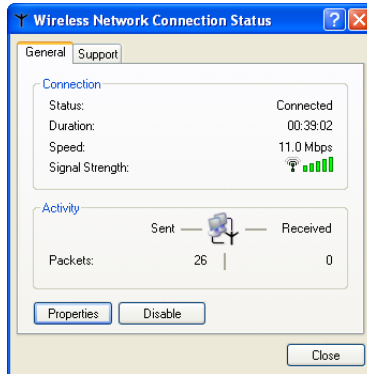 Wireless Network Connection Status
General Support
Connection
Status: Connected
Duration: 00:39:02
Speed: 11.0 Mbps
Signal Strength:
Activity
Sent — — Received
Packets: 26 | 0
Properties Disable
Close